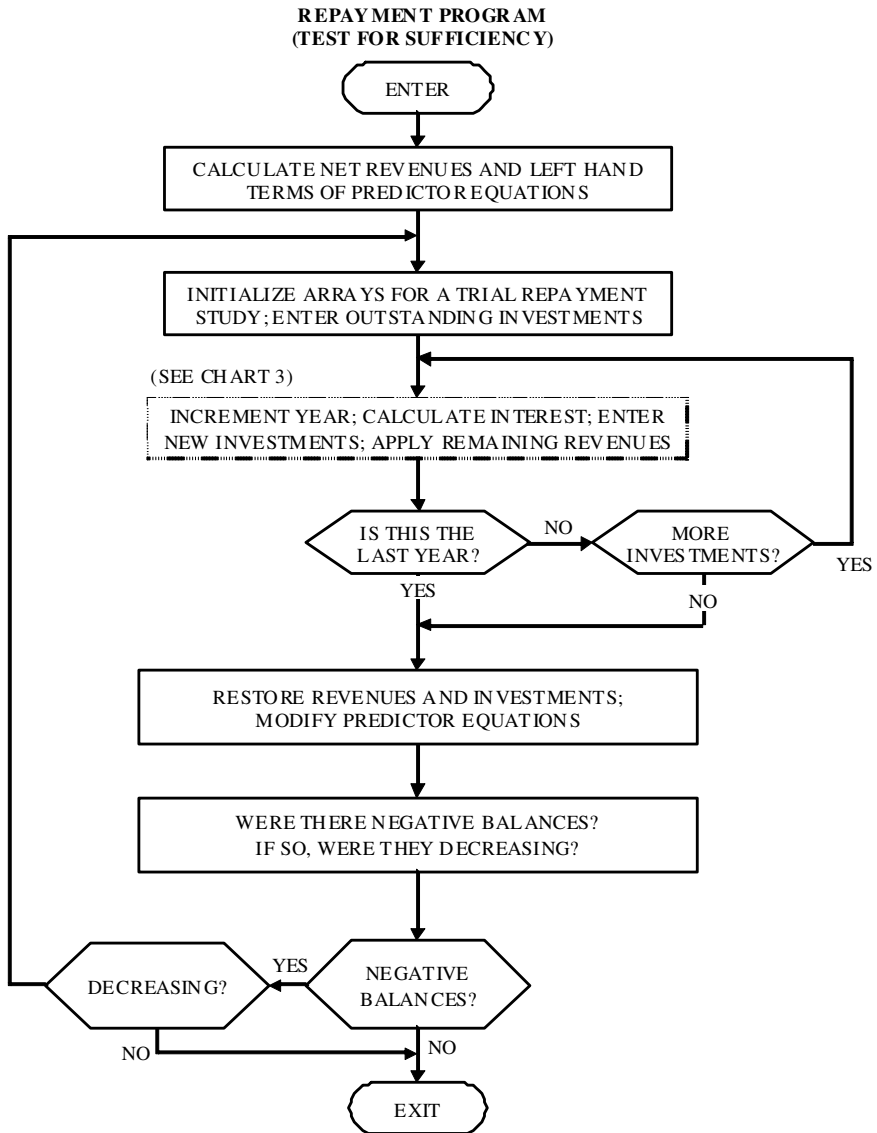 REPAYMENT PROGRAM
(TEST FOR SUFFICIENCY)
ENTER
CALCULATE NET REVENUES AND LEFT HAND
TERMS OF PREDICTOR EQUATIONS
INITIALIZE ARRAYS FOR A TRIAL REPAYMENT
STUDY; ENTER OUTSTANDING INVESTMENTS
(SEE CHART 3)
INCREMENT YEAR; CALCULATE INTEREST; ENTER
NEW INVESTMENTS; APPLY REMAINING REVENUES
IS THIS THE
LAST YEAR?
NO
MORE
INVESTMENTS?
YES
YES
NO
RESTORE REVENUES AND INVESTMENTS;
MODIFY PREDICTOR EQUATIONS
WERE THERE NEGATIVE BALANCES?
IF SO, WERE THEY DECREASING?
DECREASING?
YES
NEGATIVE
BALANCES?
NO
NO
EXIT